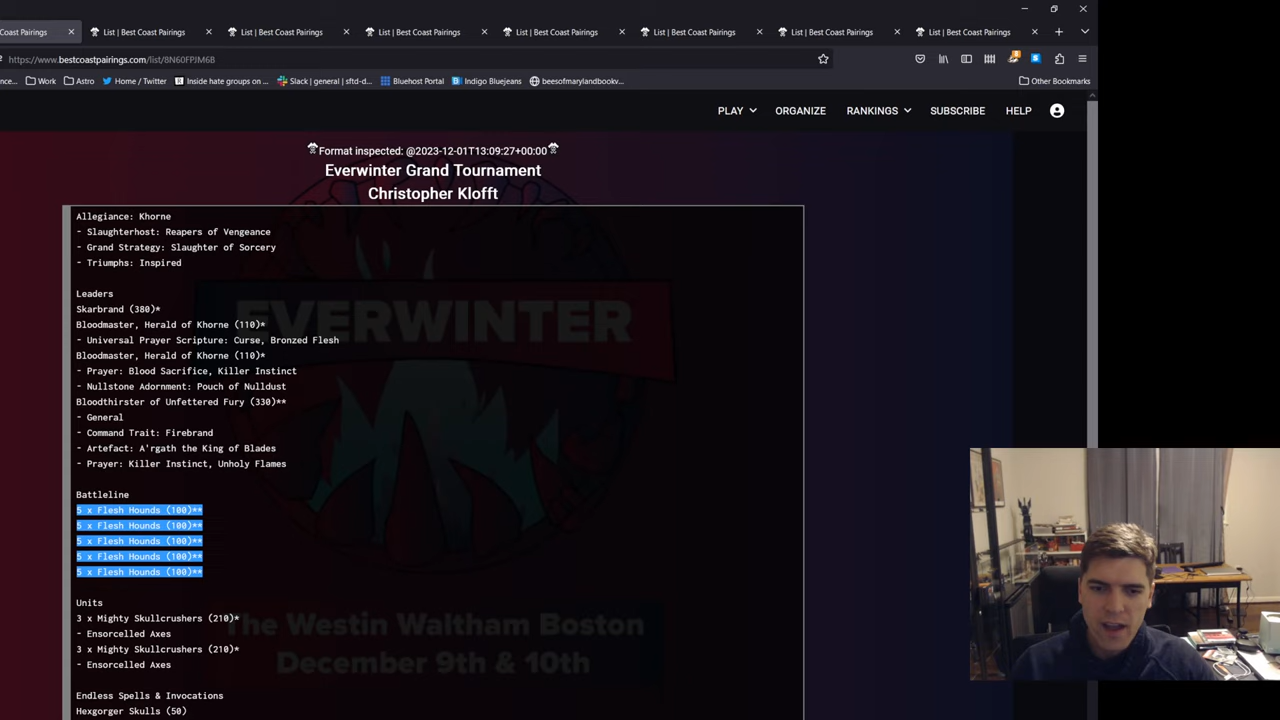 Coast Pairings
List | Best Coast Pairings
List | Best Coast Pairings
List | Best Coast Pairings
List | Best Coast Pairings
List | Best Coast Pairings
List | Best Coast Pairings
List | Best Coast Pairings
https://www.bestcoastpairings.com/list/8N60FPJM6B
nce...
Work
Astro
Home / Twitter
Inside hate groups on ...
Slack | general | sftd-d...
Bluehost Portal
Indigo Bluejeans
beesofmarylandbookv...
Other Bookmarks
PLAY
ORGANIZE
RANKINGS
SUBSCRIBE
HELP
Format inspected: @2023-12-01T13:09:27+00:00
Everwinter Grand Tournament
Christopher Klofft
Allegiance: Khorne
- Slaughterhost: Reapers of Vengeance
- Grand Strategy: Slaughter of Sorcery
- Triumphs: Inspired
Leaders
Skarbrand (380)*
Bloodmaster, Herald of Khorne (110)*
- Universal Prayer Scripture: Curse, Bronzed Flesh
Bloodmaster, Herald of Khorne (110)*
- Prayer: Blood Sacrifice, Killer Instinct
- Nullstone Adornment: Pouch of Nulldust
Bloodthirster of Unfettered Fury (330)**
- General
- Command Trait: Firebrand
- Artefact: A'rgath the King of Blades
- Prayer: Killer Instinct, Unholy Flames
Battleline
5 x Flesh Hounds (100)**
5 x Flesh Hounds (100)**
5 x Flesh Hounds (100)**
5 x Flesh Hounds (100)**
5 x Flesh Hounds (100)**
Units
3 x Mighty Skullcrushers (210)*
- Ensorcelled Axes
3 x Mighty Skullcrushers (210)*
- Ensorcelled Axes
Endless Spells & Invocations
Hexgorger Skulls (50)
EVERWINTER
The Westin Waltham Boston
December 9th & 10th